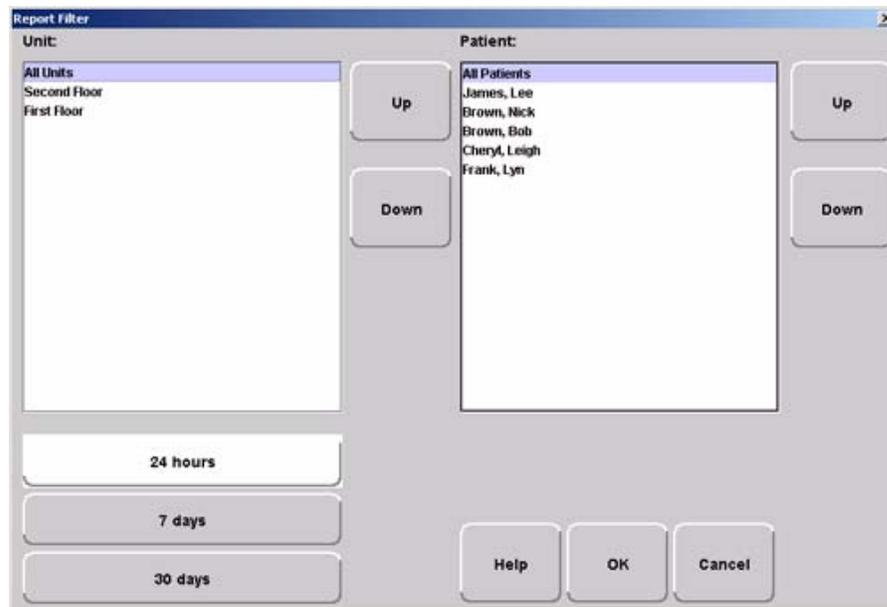 Report Filter
Unit:
All Units
Second Floor
First Floor
Up
Down
Patient:
All Patients
James, Lee
Brown, Nick
Brown, Bob
Cheryl, Leigh
Frank, Lyn
Up
Down
24 hours
7 days
30 days
Help
OK
Cancel